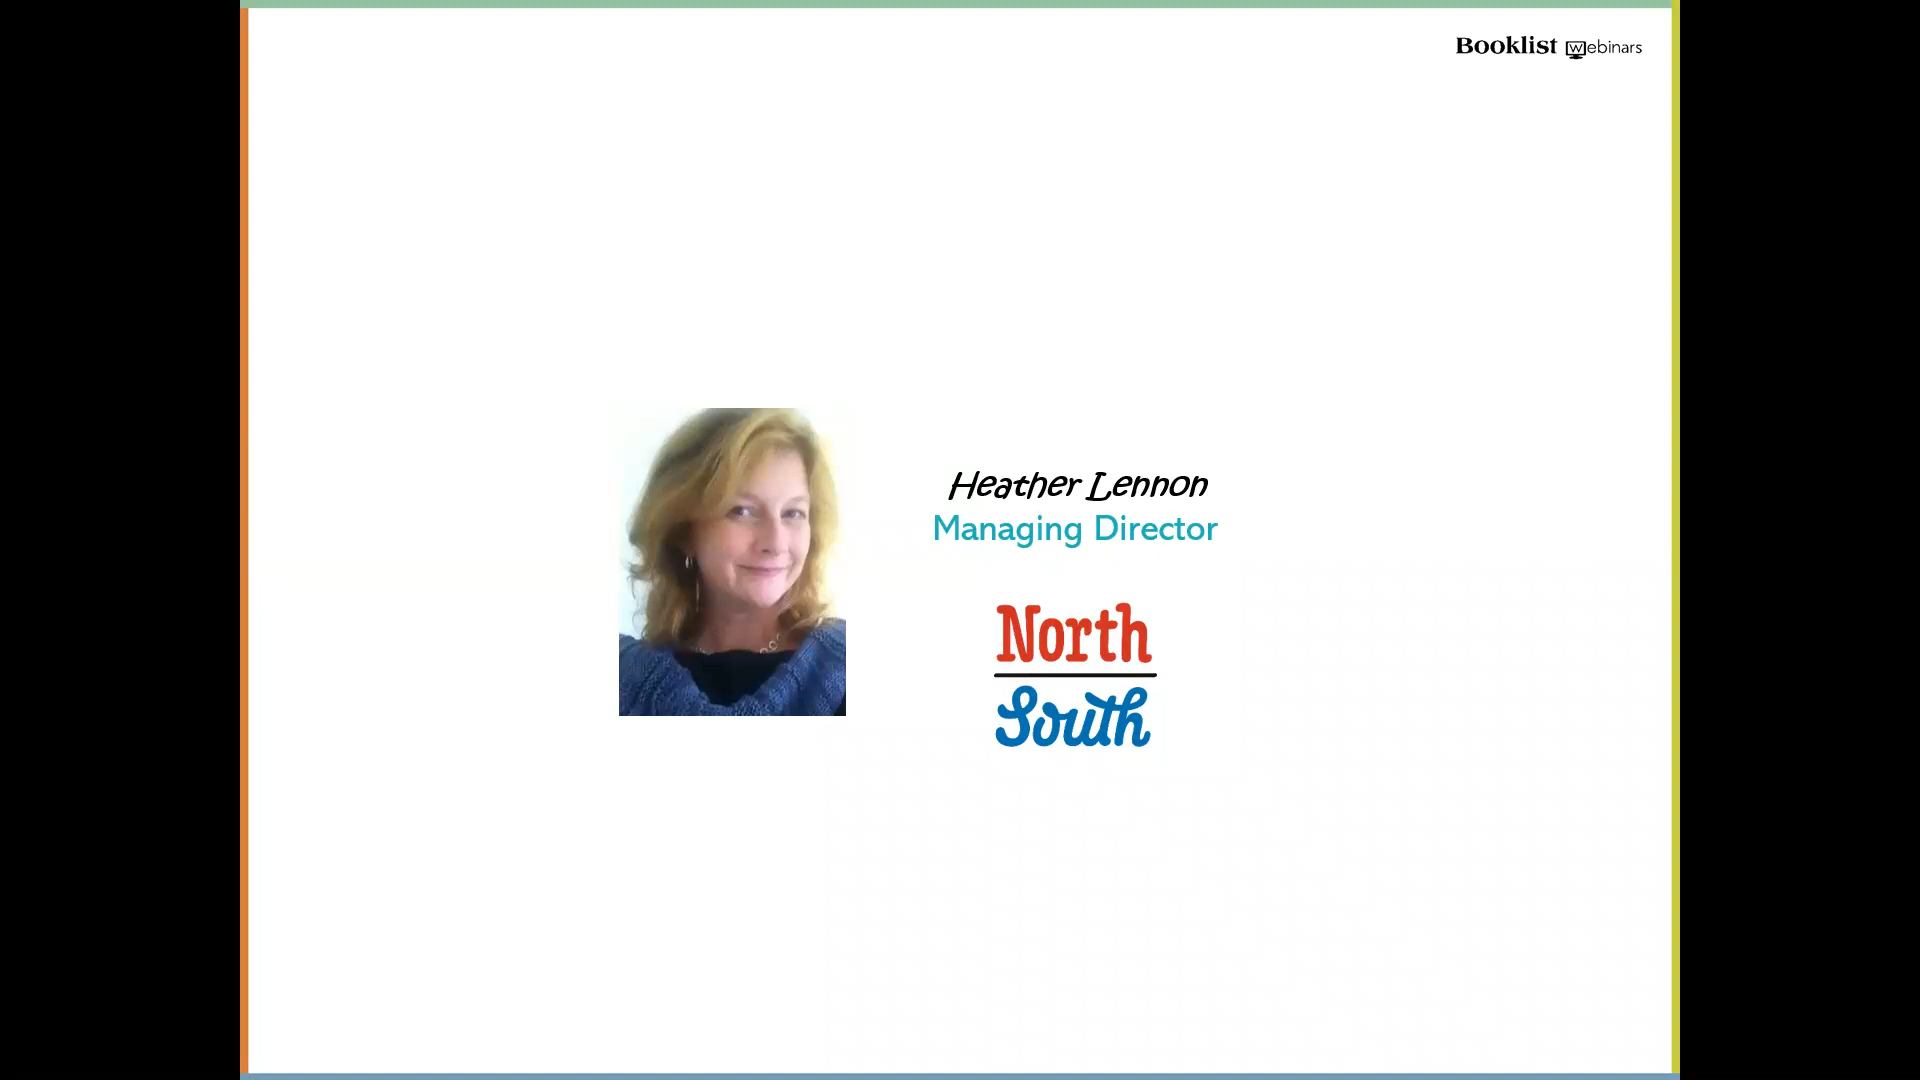 Booklist Webinars
Heather Lennon
Managing Director
North
South